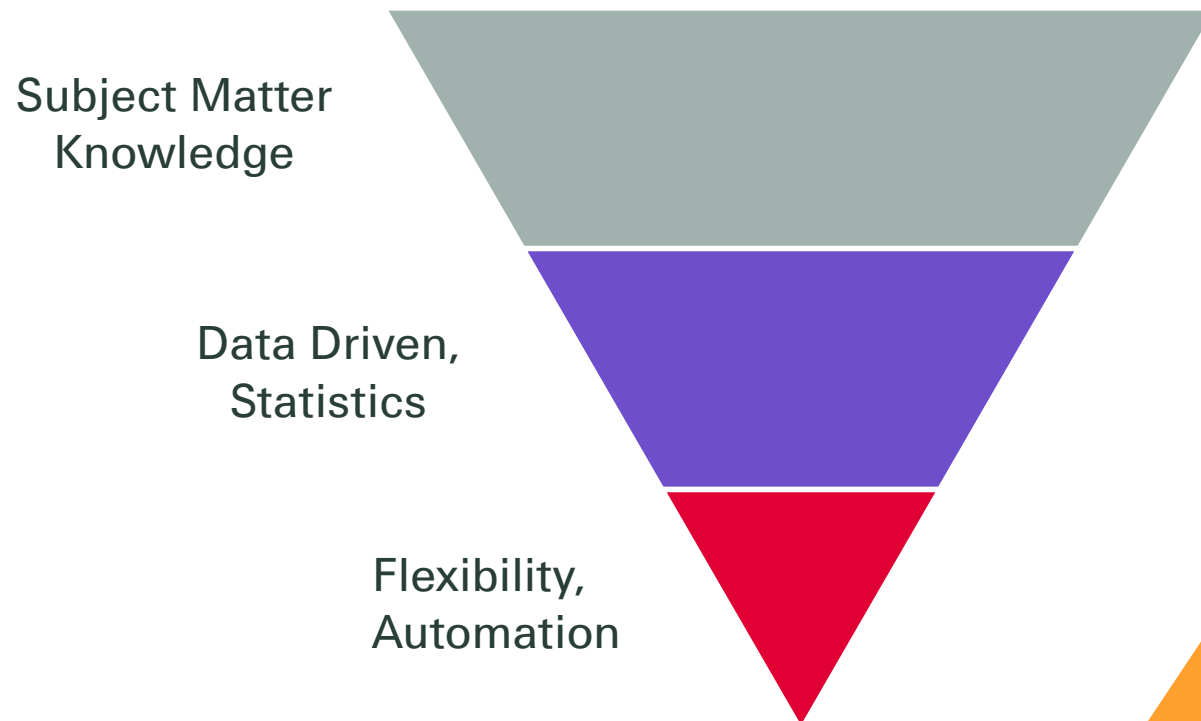 Subject Matter
Knowledge
Data Driven,
Statistics
Flexibility,
Automation